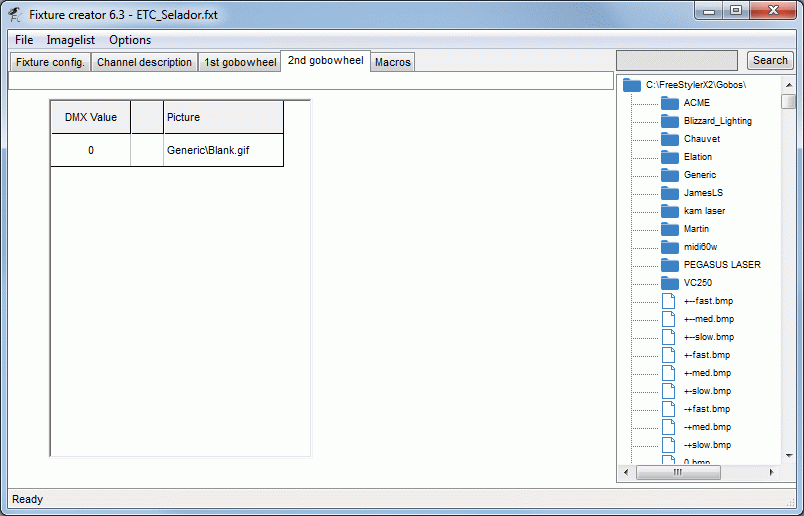 Fixture creator 6.3 - ETC_Selador.fxt
File Imagelist Options
Fixture config. Channel description 1st gobowheel 2nd gobowheel Macros
Search
DMX Value Picture
0 Generic\Blank.gif
C:\FreeStylerX2\Gobos\
ACME
Blizzard_Lighting
Chauvet
Elation
Generic
JamesLS
kam laser
Martin
midi60w
PEGASUS LASER
VC250
+--fast.bmp
+--med.bmp
+--slow.bmp
+-fast.bmp
+-med.bmp
+-slow.bmp
-+fast.bmp
-+med.bmp
-+slow.bmp
0.bmp
Ready